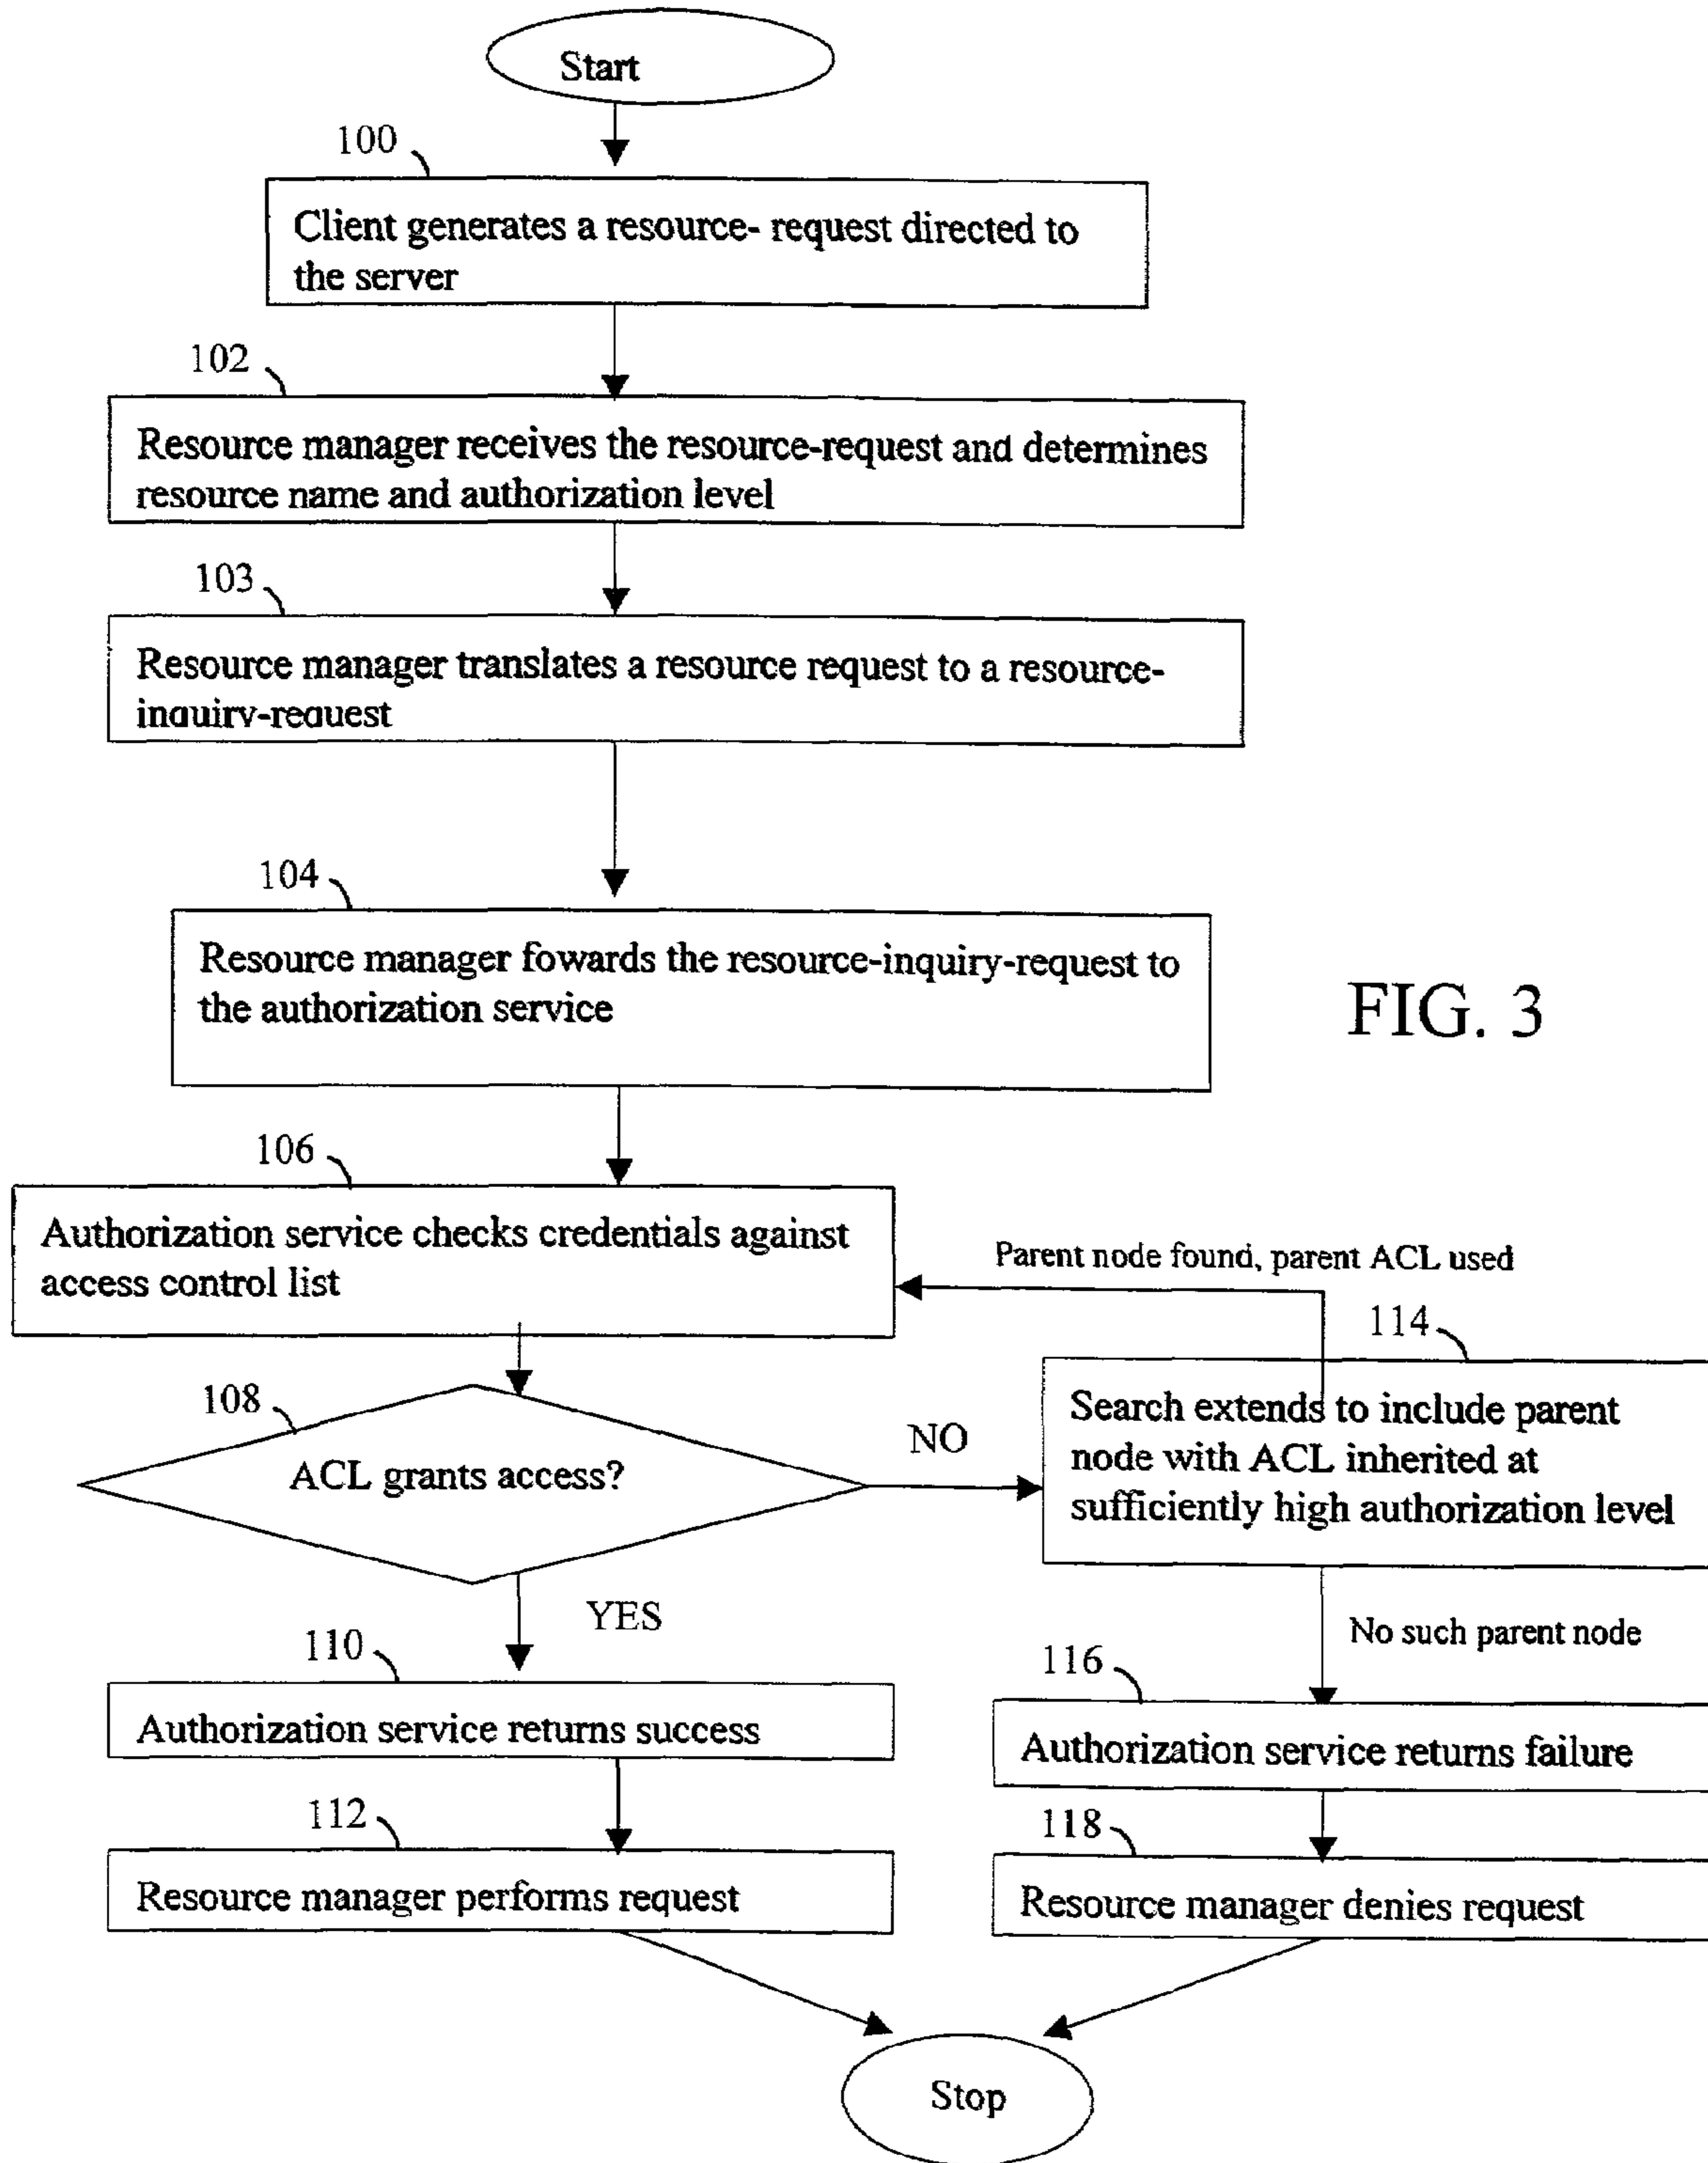 Start
100
Client generates a resource- request directed to
the server
102
Resource manager receives the resource-request and determines
resource name and authorization level
103
Resource manager translates a resource request to a resource-
inquiry-request
104
Resource manager fowards the resource-inquiry-request to
the authorization service
FIG. 3
106
Authorization service checks credentials against
access control list
Parent node found, parent ACL used
114
Search extends to include parent
node with ACL inherited at
sufficiently high authorization level
108
ACL grants access?
NO
YES
No such parent node
110
Authorization service returns success
116
Authorization service returns failure
112
Resource manager performs request
118
Resource manager denies request
Stop